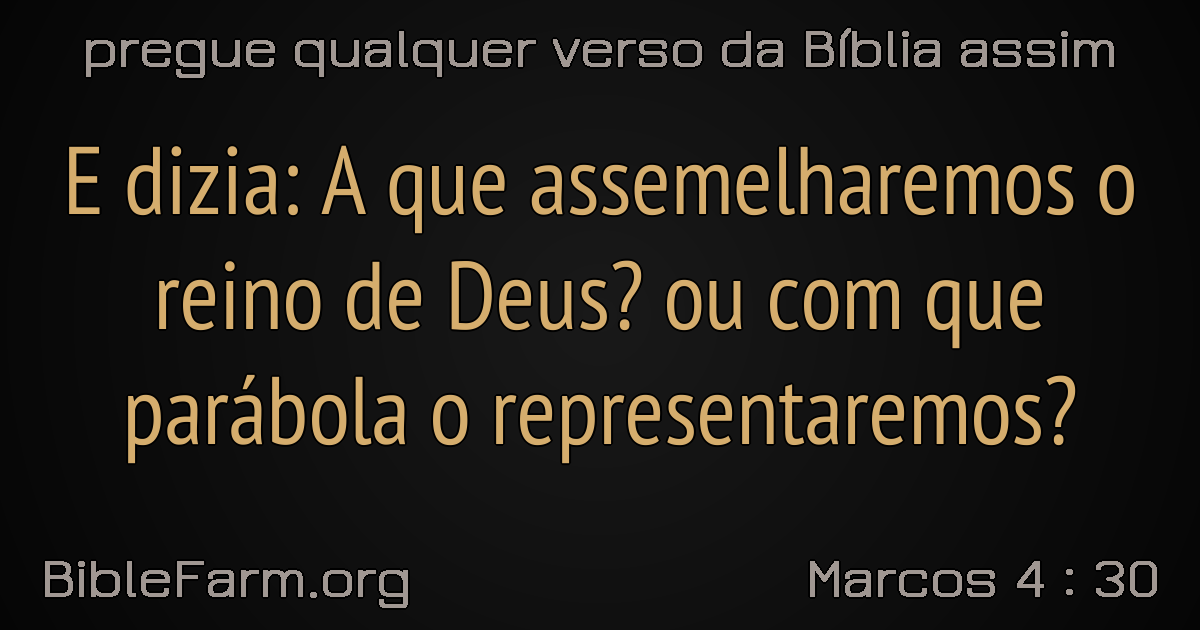 pregue qualquer verso da Bíblia assim
E dizia: A que assemelharemos o
reino de Deus? ou com que
parábola o representaremos?
BibleFarm.org
Marcos 4 : 30